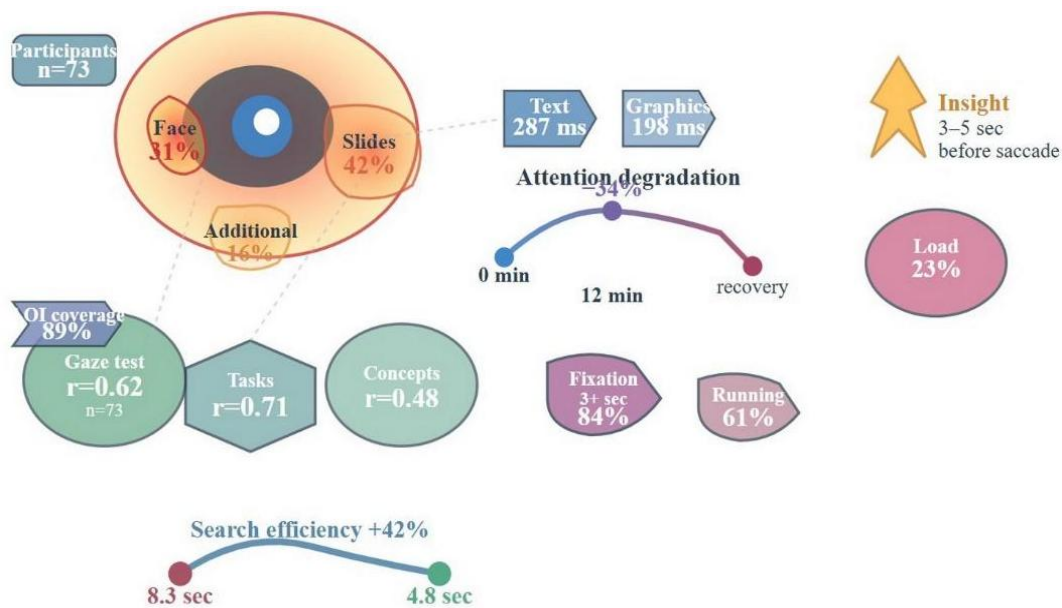 Participants
n=73
Face
31%
Slides
42%
Additional
16%
Text
287 ms
Graphics
198 ms
Insight
3–5 sec
before saccade
Attention degradation
−34%
0 min
12 min
recovery
Load
23%
OI coverage
89%
Gaze test
r=0.62
n=73
Tasks
r=0.71
Concepts
r=0.48
Fixation
3+ sec
84%
Running
61%
Search efficiency +42%
8.3 sec
4.8 sec